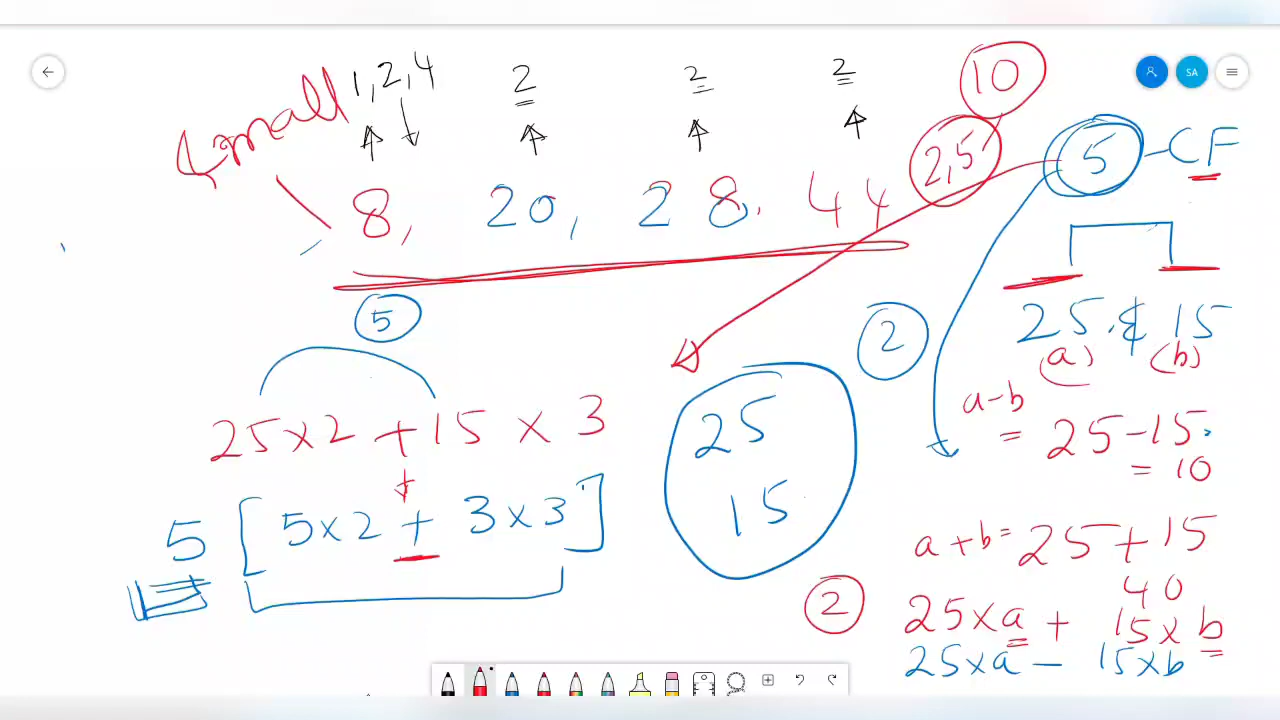 small
1, 2, 4
2
2
2
10
2,5
5 - CF
SA
8, 20, 28, 44
5
2
25 & 15
(a) (b)
a-b
= 25-15
= 10
25x2 + 15 x 3
25
15
5 [ 5x2 + 3x3 ]
a+b = 25+15
40
2
25xa + 15xb
25xa - 15xb